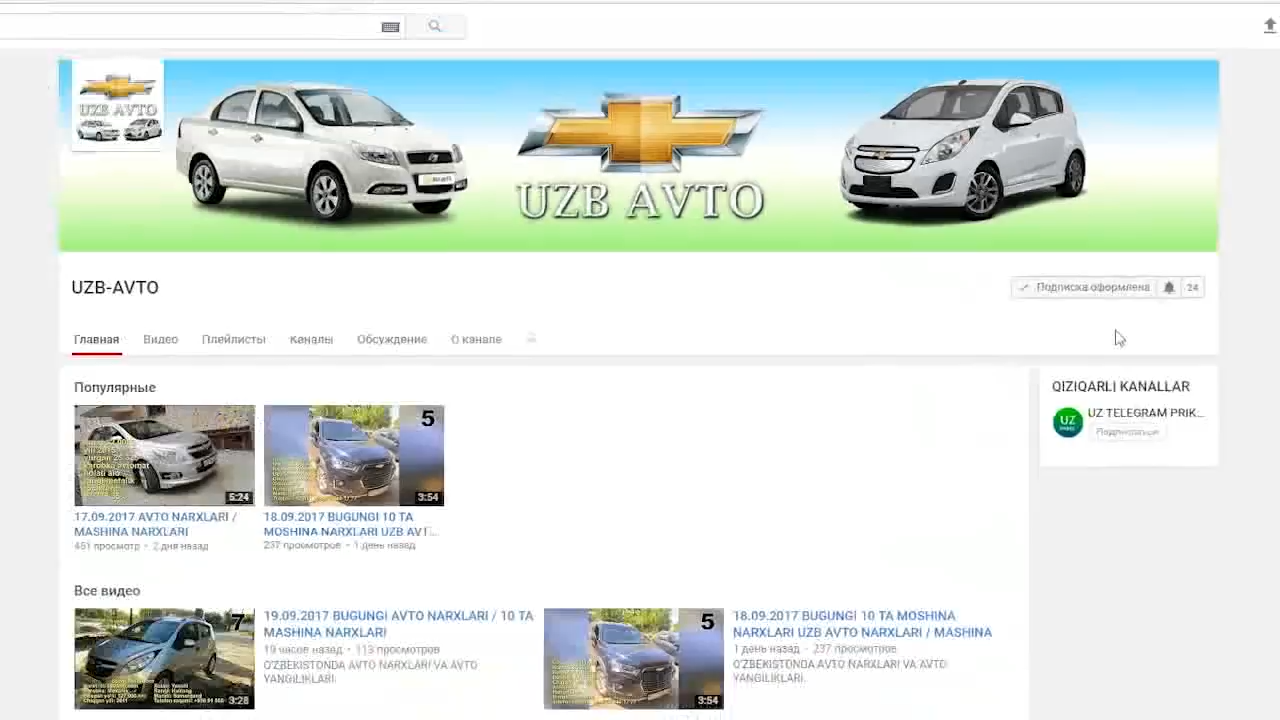 UZB AVTO
UZB AVTO
UZB-AVTO
Подписка оформлена 24
Главная Видео Плейлисты Каналы Обсуждение О канале
Популярные
QIZIQARLI KANALLAR
UZ
UZ TELEGRAM PRIK...
Подписаться
5
5:24
3:54
17.09.2017 AVTO NARXLARI /
MASHINA NARXLARI
451 просмотр • 2 дня назад
18.09.2017 BUGUNGI 10 TA
MOSHINA NARXLARI UZB AVT...
237 просмотров • 1 день назад
Все видео
7
3:28
19.09.2017 BUGUNGI AVTO NARXLARI / 10 TA
MASHINA NARXLARI
19 часов назад • 113 просмотров
O'ZBEKISTONDA AVTO NARXLARI VA AVTO
YANGILIKLARI.
5
3:54
18.09.2017 BUGUNGI 10 TA MOSHINA
NARXLARI UZB AVTO NARXLARI / MASHINA
1 день назад • 237 просмотров
O'ZBEKISTONDA AVTO NARXLARI VA AVTO
YANGILIKLARI.